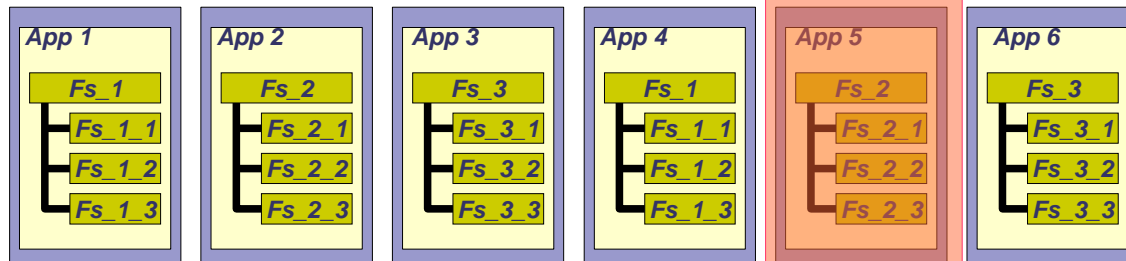 App 1
Fs_1
Fs_1_1
Fs_1_2
Fs_1_3
App 2
Fs_2
Fs_2_1
Fs_2_2
Fs_2_3
App 3
Fs_3
Fs_3_1
Fs_3_2
Fs_3_3
App 4
Fs_1
Fs_1_1
Fs_1_2
Fs_1_3
App 5
Fs_2
Fs_2_1
Fs_2_2
Fs_2_3
App 6
Fs_3
Fs_3_1
Fs_3_2
Fs_3_3